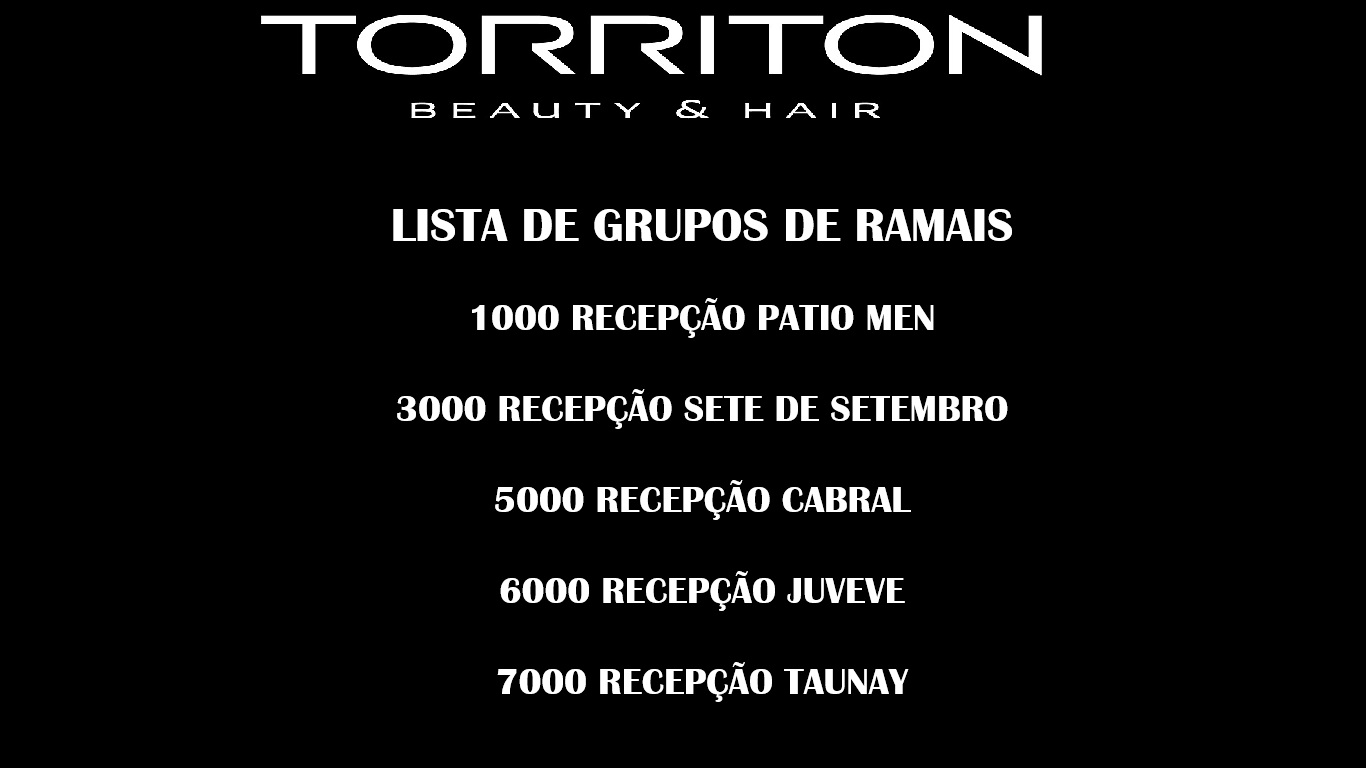 TORRITON
BEAUTY & HAIR
LISTA DE GRUPOS DE RAMAIS
1000 RECEPÇÃO PATIO MEN
3000 RECEPÇÃO SETE DE SETEMBRO
5000 RECEPÇÃO CABRAL
6000 RECEPÇÃO JUVEVE
7000 RECEPÇÃO TAUNAY